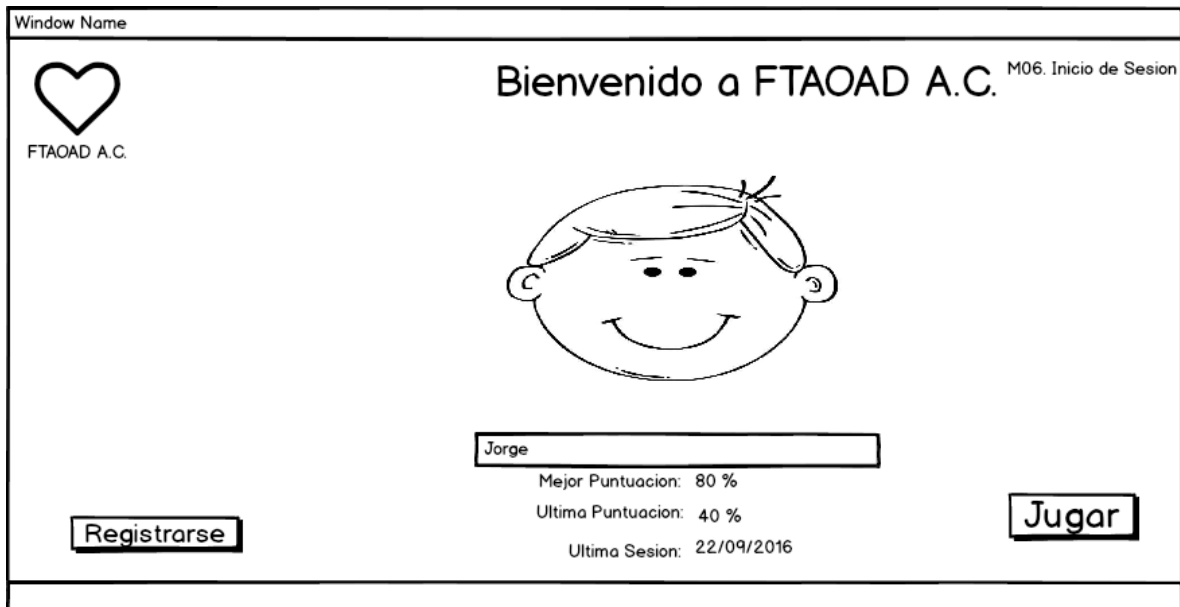 Window Name
Bienvenido a FTAOAD A.C.
M06. Inicio de Sesion
FTAOAD A.C.
Jorge
Mejor Puntuacion: 80 %
Ultima Puntuacion: 40 %
Ultima Sesion: 22/09/2016
Registrarse
Jugar